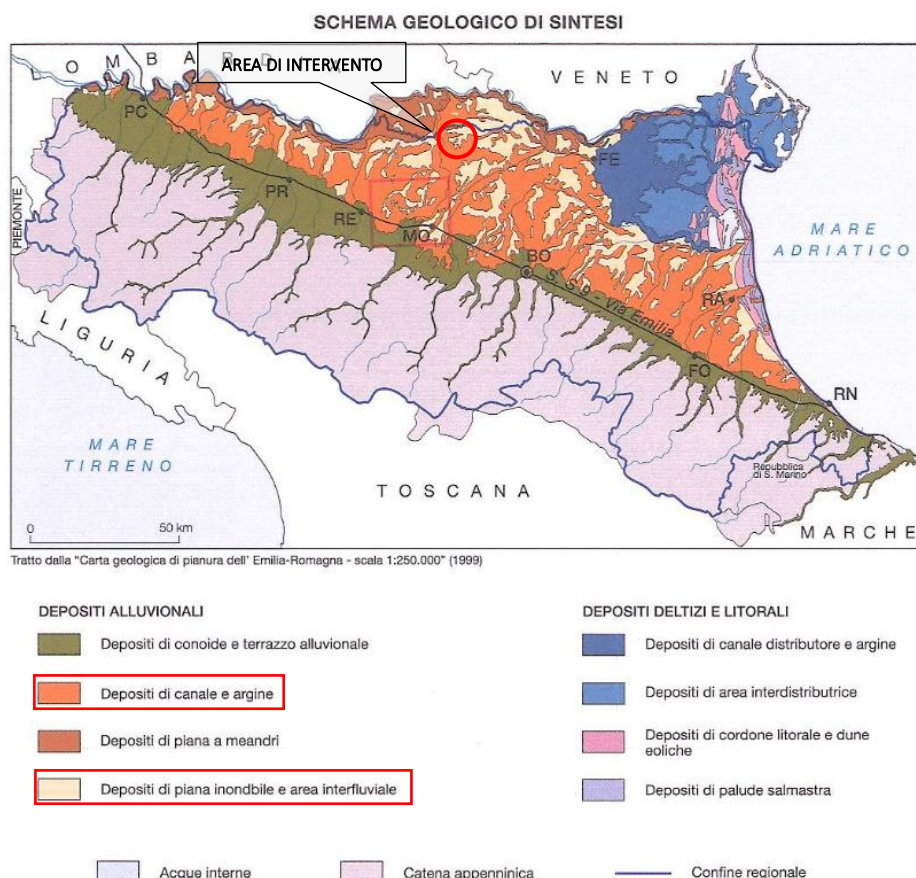 SCHEMA GEOLOGICO DI SINTESI
LOMBARD
AREA DI INTERVENTO
VENETO
PC
FE
PR
PIEMONTE
RE
MO
MARE
ADRIATICO
BO
S.S.9 - Via Emilia
RA
LIGURIA
FO
RN
MARE
TIRRENO
Repubblica
di S. Marino
TOSCANA
0
50 km
MARCHE
Tratto dalla "Carta geologica di pianura dell' Emilia-Romagna - scala 1:250.000" (1999)
DEPOSITI ALLUVIONALI
Depositi di conoide e terrazzo alluvionale
Depositi di canale e argine
Depositi di piana a meandri
Depositi di piana inondbile e area interfluviale
DEPOSITI DELTIZI E LITORALI
Depositi di canale distributore e argine
Depositi di area interdistributrice
Depositi di cordone litorale e dune
eoliche
Depositi di palude salmastra
Acque interne
Catena appenninica
Confine regionale